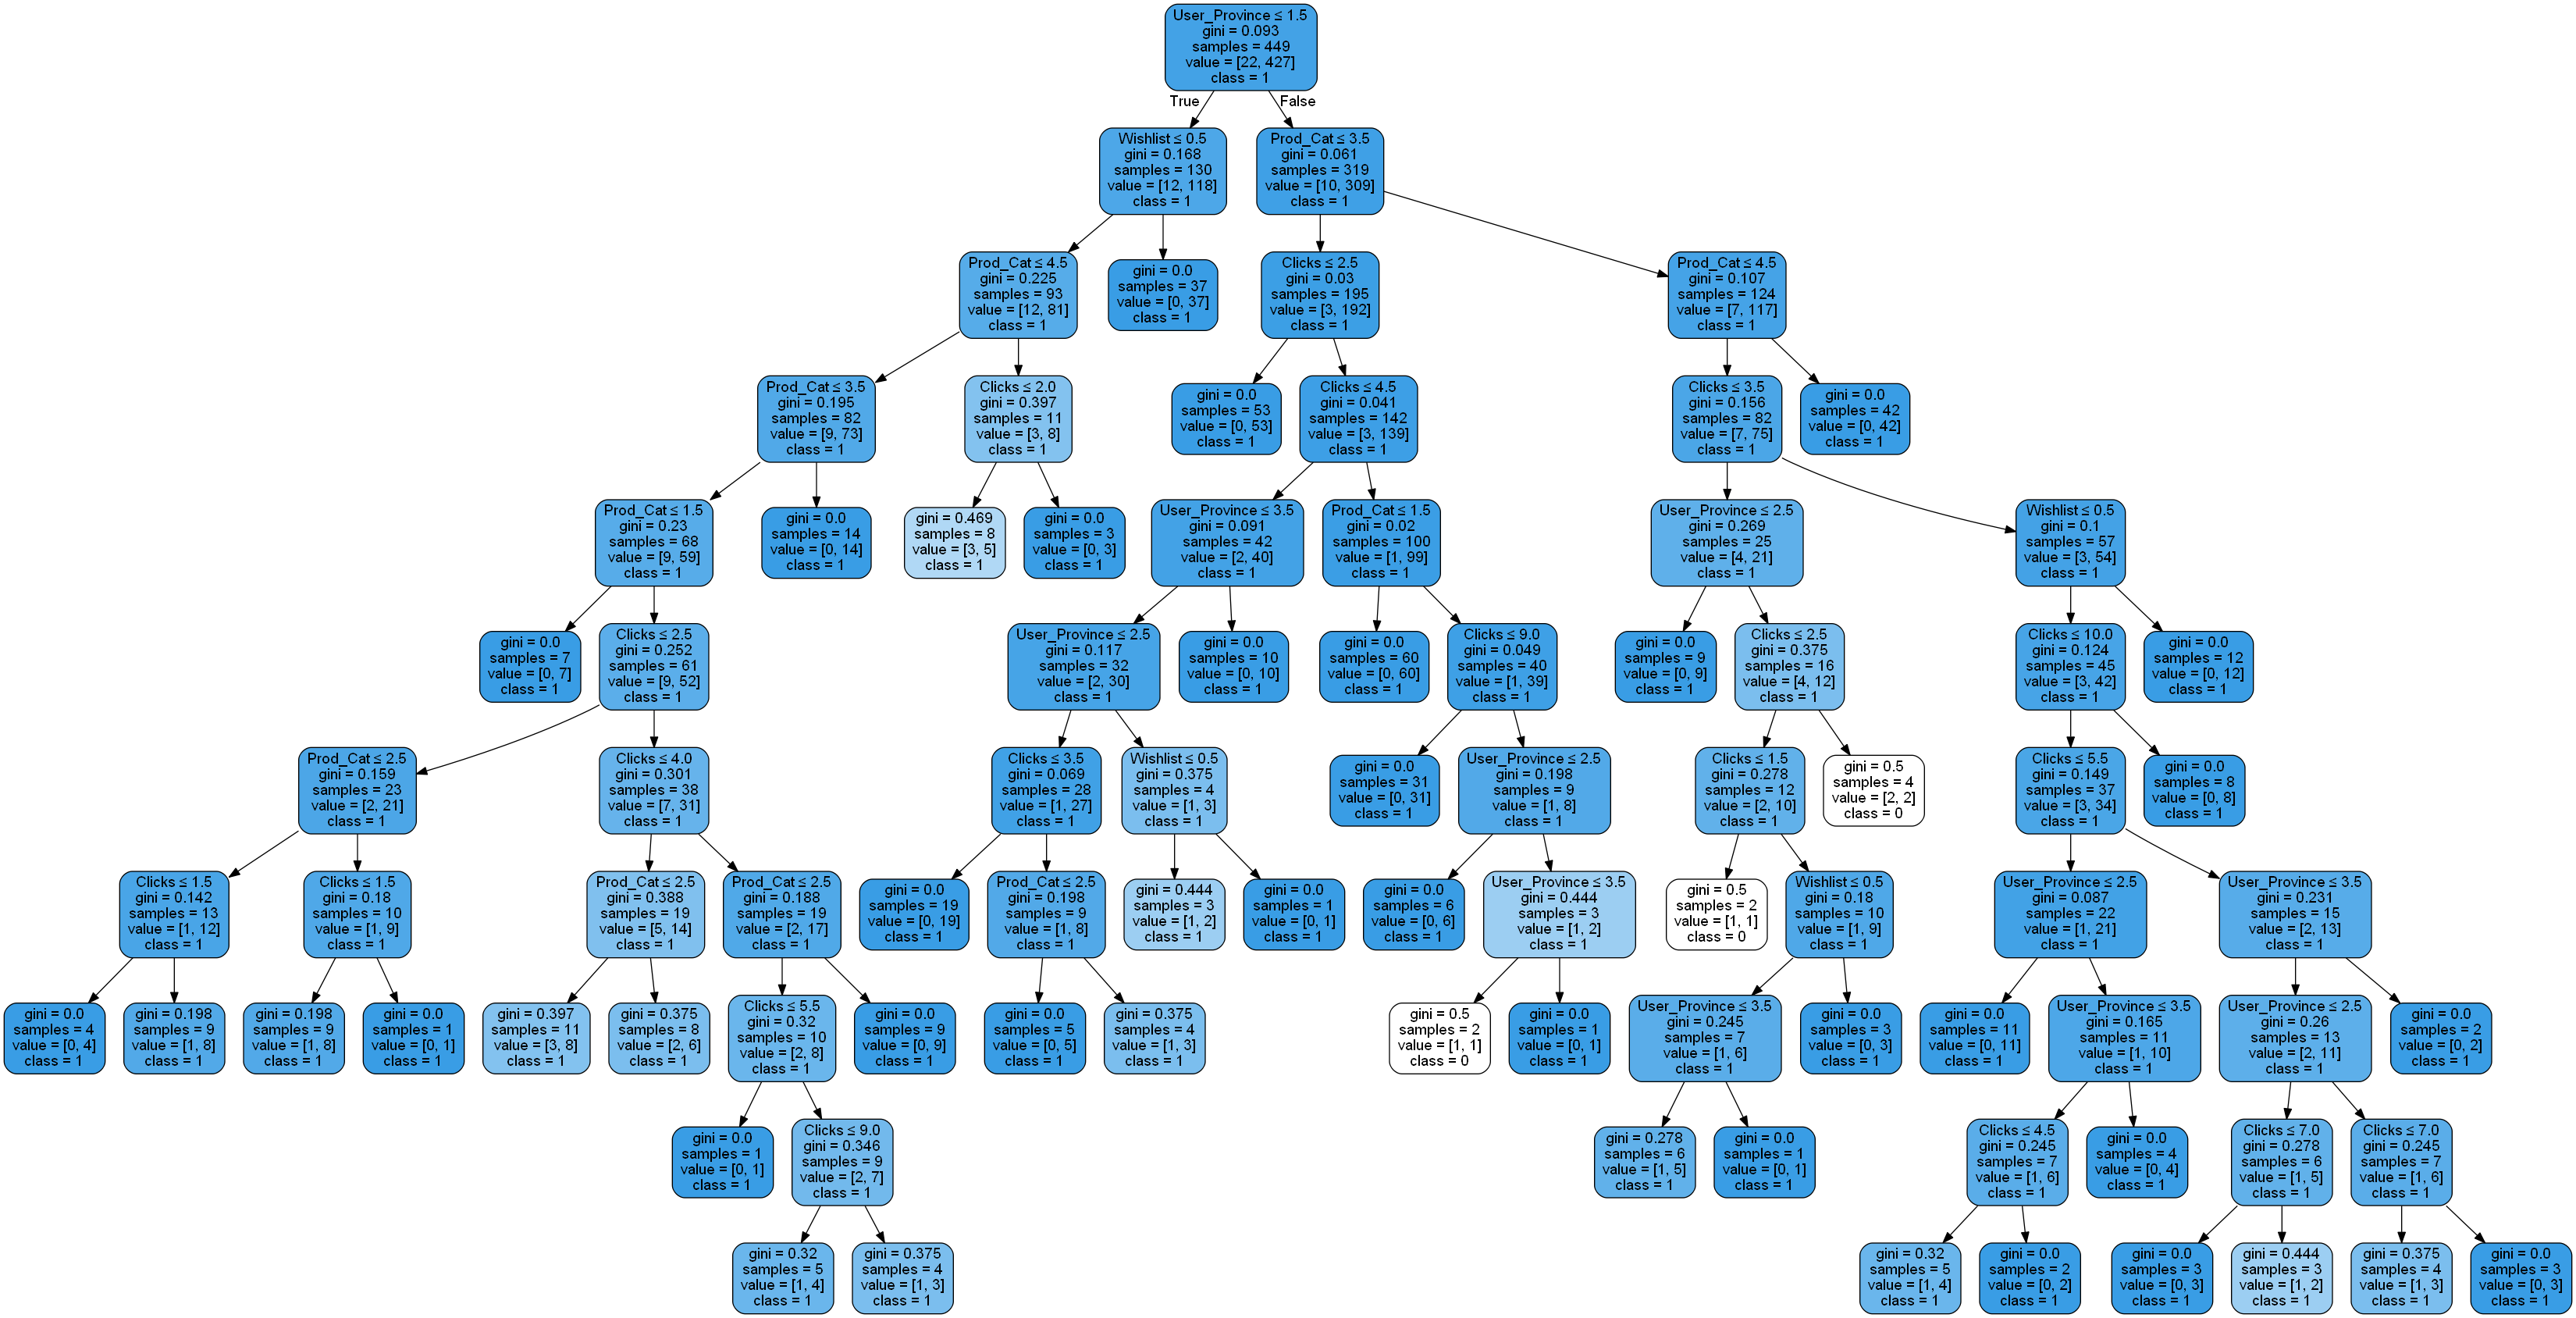 User_Province ≤ 1.5
gini = 0.093
samples = 449
value = [22, 427]
class = 1
True
False
Wishlist ≤ 0.5
gini = 0.168
samples = 130
value = [12, 118]
class = 1
Prod_Cat ≤ 3.5
gini = 0.061
samples = 319
value = [10, 309]
class = 1
Prod_Cat ≤ 4.5
gini = 0.225
samples = 93
value = [12, 81]
class = 1
gini = 0.0
samples = 37
value = [0, 37]
class = 1
Clicks ≤ 2.5
gini = 0.03
samples = 195
value = [3, 192]
class = 1
Prod_Cat ≤ 4.5
gini = 0.107
samples = 124
value = [7, 117]
class = 1
Prod_Cat ≤ 3.5
gini = 0.195
samples = 82
value = [9, 73]
class = 1
Clicks ≤ 2.0
gini = 0.397
samples = 11
value = [3, 8]
class = 1
gini = 0.0
samples = 53
value = [0, 53]
class = 1
Clicks ≤ 4.5
gini = 0.041
samples = 142
value = [3, 139]
class = 1
Clicks ≤ 3.5
gini = 0.156
samples = 82
value = [7, 75]
class = 1
gini = 0.0
samples = 42
value = [0, 42]
class = 1
Prod_Cat ≤ 1.5
gini = 0.23
samples = 68
value = [9, 59]
class = 1
gini = 0.0
samples = 14
value = [0, 14]
class = 1
gini = 0.469
samples = 8
value = [3, 5]
class = 1
gini = 0.0
samples = 3
value = [0, 3]
class = 1
User_Province ≤ 3.5
gini = 0.091
samples = 42
value = [2, 40]
class = 1
Prod_Cat ≤ 1.5
gini = 0.02
samples = 100
value = [1, 99]
class = 1
User_Province ≤ 2.5
gini = 0.269
samples = 25
value = [4, 21]
class = 1
Wishlist ≤ 0.5
gini = 0.1
samples = 57
value = [3, 54]
class = 1
gini = 0.0
samples = 7
value = [0, 7]
class = 1
Clicks ≤ 2.5
gini = 0.252
samples = 61
value = [9, 52]
class = 1
User_Province ≤ 2.5
gini = 0.117
samples = 32
value = [2, 30]
class = 1
gini = 0.0
samples = 10
value = [0, 10]
class = 1
gini = 0.0
samples = 60
value = [0, 60]
class = 1
Clicks ≤ 9.0
gini = 0.049
samples = 40
value = [1, 39]
class = 1
gini = 0.0
samples = 9
value = [0, 9]
class = 1
Clicks ≤ 2.5
gini = 0.375
samples = 16
value = [4, 12]
class = 1
Clicks ≤ 10.0
gini = 0.124
samples = 45
value = [3, 42]
class = 1
gini = 0.0
samples = 12
value = [0, 12]
class = 1
Prod_Cat ≤ 2.5
gini = 0.159
samples = 23
value = [2, 21]
class = 1
Clicks ≤ 4.0
gini = 0.301
samples = 38
value = [7, 31]
class = 1
Clicks ≤ 3.5
gini = 0.069
samples = 28
value = [1, 27]
class = 1
Wishlist ≤ 0.5
gini = 0.375
samples = 4
value = [1, 3]
class = 1
gini = 0.0
samples = 31
value = [0, 31]
class = 1
User_Province ≤ 2.5
gini = 0.198
samples = 9
value = [1, 8]
class = 1
Clicks ≤ 1.5
gini = 0.278
samples = 12
value = [2, 10]
class = 1
gini = 0.5
samples = 4
value = [2, 2]
class = 0
Clicks ≤ 5.5
gini = 0.149
samples = 37
value = [3, 34]
class = 1
gini = 0.0
samples = 8
value = [0, 8]
class = 1
Clicks ≤ 1.5
gini = 0.142
samples = 13
value = [1, 12]
class = 1
Clicks ≤ 1.5
gini = 0.18
samples = 10
value = [1, 9]
class = 1
Prod_Cat ≤ 2.5
gini = 0.388
samples = 19
value = [5, 14]
class = 1
Prod_Cat ≤ 2.5
gini = 0.188
samples = 19
value = [2, 17]
class = 1
gini = 0.0
samples = 19
value = [0, 19]
class = 1
Prod_Cat ≤ 2.5
gini = 0.198
samples = 9
value = [1, 8]
class = 1
gini = 0.444
samples = 3
value = [1, 2]
class = 1
gini = 0.0
samples = 1
value = [0, 1]
class = 1
gini = 0.0
samples = 6
value = [0, 6]
class = 1
User_Province ≤ 3.5
gini = 0.444
samples = 3
value = [1, 2]
class = 1
gini = 0.5
samples = 2
value = [1, 1]
class = 0
Wishlist ≤ 0.5
gini = 0.18
samples = 10
value = [1, 9]
class = 1
User_Province ≤ 2.5
gini = 0.087
samples = 22
value = [1, 21]
class = 1
User_Province ≤ 3.5
gini = 0.231
samples = 15
value = [2, 13]
class = 1
gini = 0.0
samples = 4
value = [0, 4]
class = 1
gini = 0.198
samples = 9
value = [1, 8]
class = 1
gini = 0.198
samples = 9
value = [1, 8]
class = 1
gini = 0.0
samples = 1
value = [0, 1]
class = 1
gini = 0.397
samples = 11
value = [3, 8]
class = 1
gini = 0.375
samples = 8
value = [2, 6]
class = 1
Clicks ≤ 5.5
gini = 0.32
samples = 10
value = [2, 8]
class = 1
gini = 0.0
samples = 9
value = [0, 9]
class = 1
gini = 0.0
samples = 5
value = [0, 5]
class = 1
gini = 0.375
samples = 4
value = [1, 3]
class = 1
gini = 0.5
samples = 2
value = [1, 1]
class = 0
gini = 0.0
samples = 1
value = [0, 1]
class = 1
User_Province ≤ 3.5
gini = 0.245
samples = 7
value = [1, 6]
class = 1
gini = 0.0
samples = 3
value = [0, 3]
class = 1
gini = 0.0
samples = 11
value = [0, 11]
class = 1
User_Province ≤ 3.5
gini = 0.165
samples = 11
value = [1, 10]
class = 1
User_Province ≤ 2.5
gini = 0.26
samples = 13
value = [2, 11]
class = 1
gini = 0.0
samples = 2
value = [0, 2]
class = 1
gini = 0.0
samples = 1
value = [0, 1]
class = 1
Clicks ≤ 9.0
gini = 0.346
samples = 9
value = [2, 7]
class = 1
gini = 0.278
samples = 6
value = [1, 5]
class = 1
gini = 0.0
samples = 1
value = [0, 1]
class = 1
Clicks ≤ 4.5
gini = 0.245
samples = 7
value = [1, 6]
class = 1
gini = 0.0
samples = 4
value = [0, 4]
class = 1
Clicks ≤ 7.0
gini = 0.278
samples = 6
value = [1, 5]
class = 1
Clicks ≤ 7.0
gini = 0.245
samples = 7
value = [1, 6]
class = 1
gini = 0.32
samples = 5
value = [1, 4]
class = 1
gini = 0.375
samples = 4
value = [1, 3]
class = 1
gini = 0.32
samples = 5
value = [1, 4]
class = 1
gini = 0.0
samples = 2
value = [0, 2]
class = 1
gini = 0.0
samples = 3
value = [0, 3]
class = 1
gini = 0.444
samples = 3
value = [1, 2]
class = 1
gini = 0.375
samples = 4
value = [1, 3]
class = 1
gini = 0.0
samples = 3
value = [0, 3]
class = 1